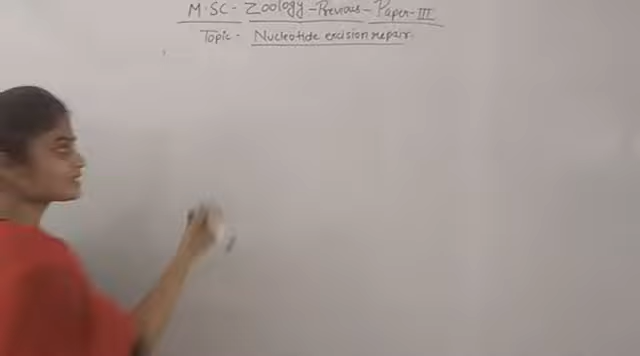 M.SC - Zoology - Previous - Paper - III
Topic - Nucleotide excision repair.